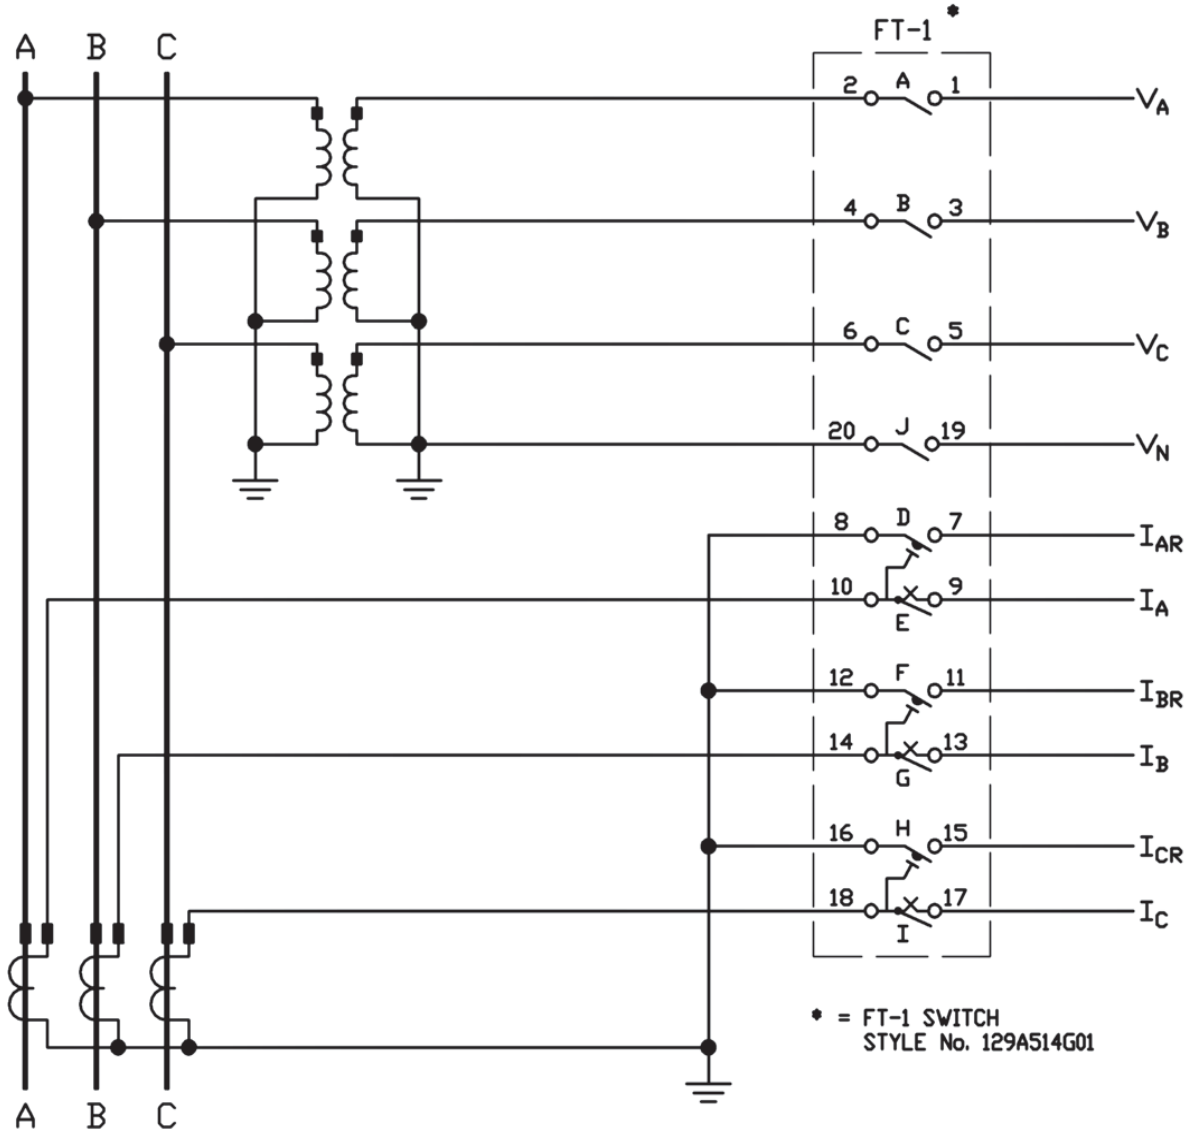 *
FT-1
A B C
2 A 1 VA
4 B 3 VB
6 C 5 VC
20 J 19 VN
8 D 7 IAR
10 9 IA
E
12 F 11 IBR
14 13 IB
G
16 H 15 ICR
18 17 IC
I
* = FT-1 SWITCH
STYLE No. 129A514G01
A B C